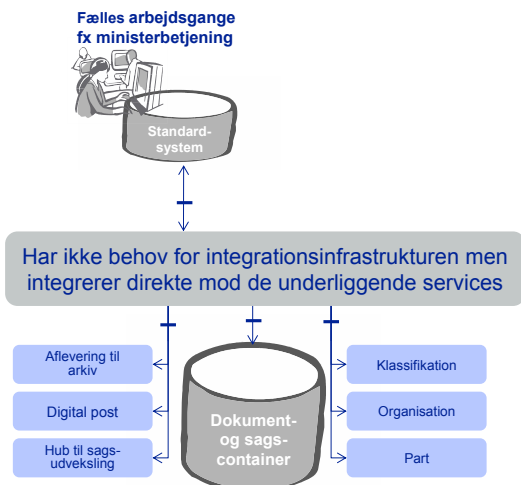 Fælles arbejdsgange
fx ministerbetjening
Standard-
system
Har ikke behov for integrationsinfrastrukturen men
integrerer direkte mod de underliggende services
Aflevering til
arkiv
Digital post
Hub til sags-
udveksling
Dokument-
og sags-
container
Klassifikation
Organisation
Part